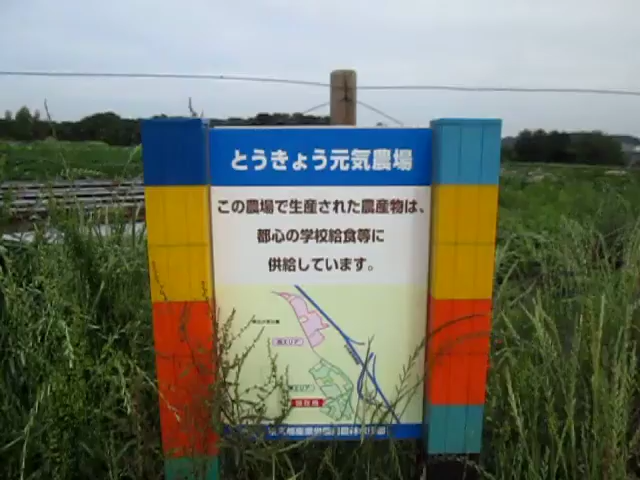 とうきょう元気農場
この農場で生産された農産物は、
都心の学校給食等に
供給しています。